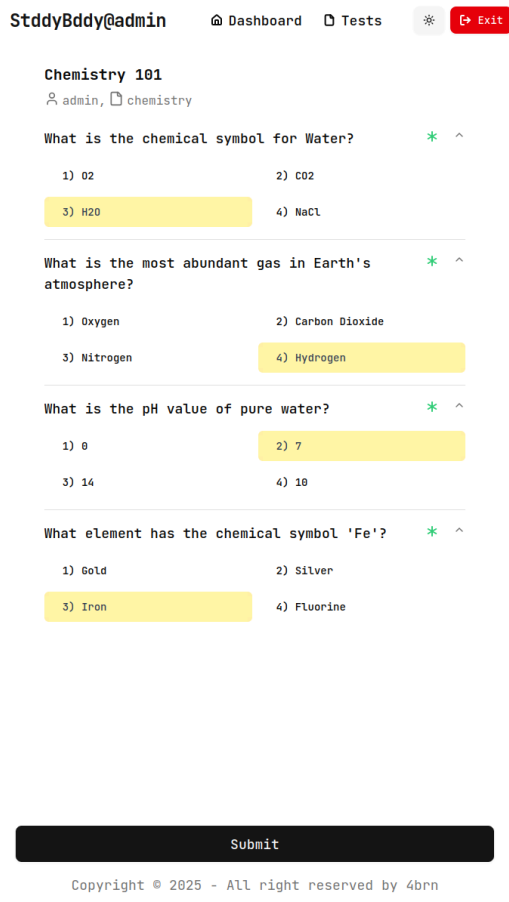 StddyBddy@admin Dashboard Tests Exit
Chemistry 101
admin, chemistry
What is the chemical symbol for Water?
1) O2 2) CO2
3) H2O 4) NaCl
What is the most abundant gas in Earth's
atmosphere?
1) Oxygen 2) Carbon Dioxide
3) Nitrogen 4) Hydrogen
What is the pH value of pure water?
1) 0 2) 7
3) 14 4) 10
What element has the chemical symbol 'Fe'?
1) Gold 2) Silver
3) Iron 4) Fluorine
Submit
Copyright © 2025 - All right reserved by 4brn